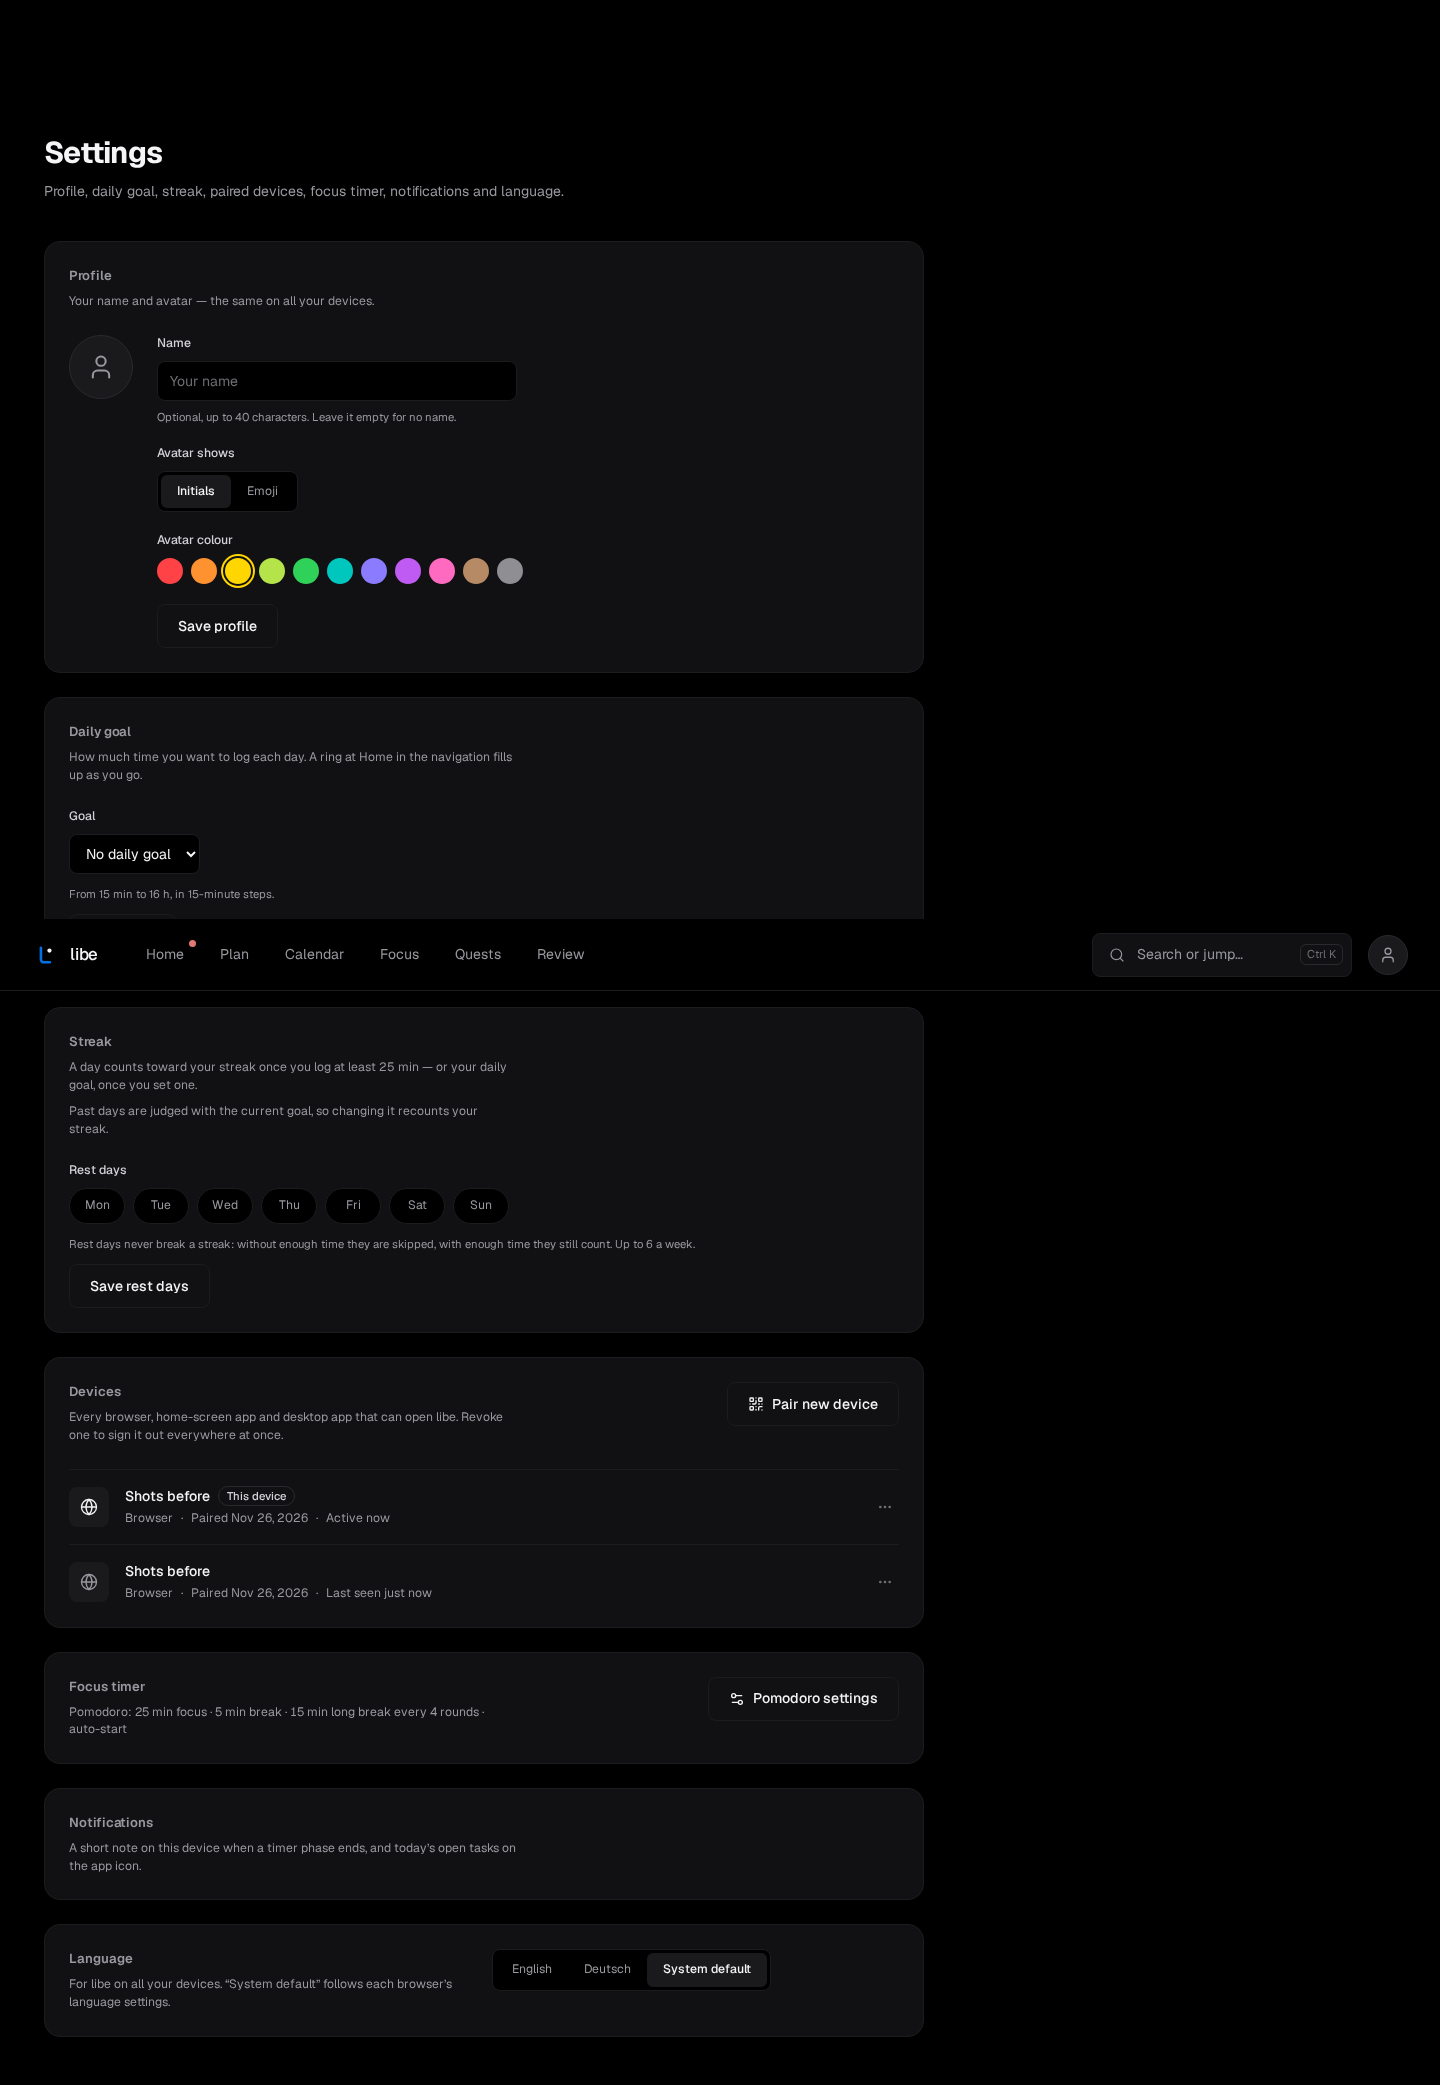 Settings
Profile, daily goal, streak, paired devices, focus timer, notifications and language.
Profile
Your name and avatar — the same on all your devices.
Name
Your name
Optional, up to 40 characters. Leave it empty for no name.
Avatar shows
Initials Emoji
Avatar colour
Save profile
Daily goal
How much time you want to log each day. A ring at Home in the navigation fills
up as you go.
Goal
No daily goal
From 15 min to 16 h, in 15-minute steps.
libe Home Plan Calendar Focus Quests Review Search or jump… Ctrl K
Streak
A day counts toward your streak once you log at least 25 min — or your daily
goal, once you set one.
Past days are judged with the current goal, so changing it recounts your
streak.
Rest days
Mon Tue Wed Thu Fri Sat Sun
Rest days never break a streak: without enough time they are skipped, with enough time they still count. Up to 6 a week.
Save rest days
Devices
Pair new device
Every browser, home-screen app and desktop app that can open libe. Revoke
one to sign it out everywhere at once.
Shots before This device
Browser · Paired Nov 26, 2026 · Active now
Shots before
Browser · Paired Nov 26, 2026 · Last seen just now
Focus timer
Pomodoro settings
Pomodoro: 25 min focus · 5 min break · 15 min long break every 4 rounds ·
auto-start
Notifications
A short note on this device when a timer phase ends, and today's open tasks on
the app icon.
Language
English Deutsch System default
For libe on all your devices. “System default” follows each browser's
language settings.